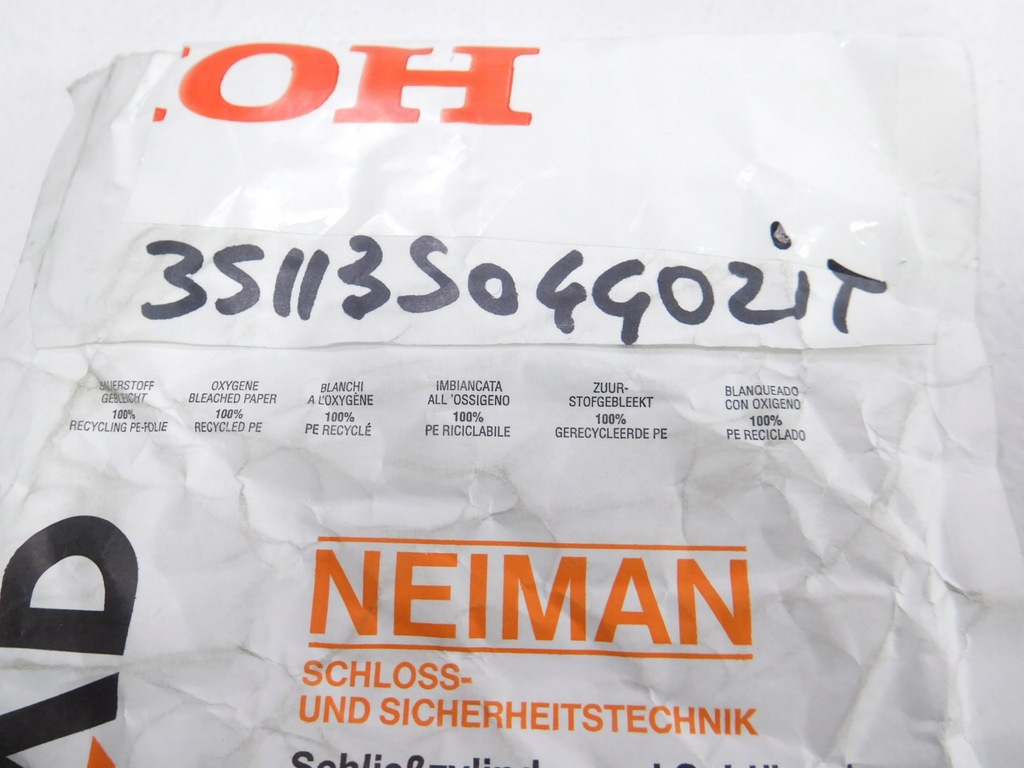 HO
35113S04G02iT
SAUERSTOFF
GEBLEICHT
100%
RECYCLING PE-FOLIE
OXYGENE
BLEACHED PAPER
100%
RECYCLED PE
BLANCHI
A L'OXYGÈNE
100%
PE RECYCLÉ
IMBIANCATA
ALL 'OSSIGENO
100%
PE RICICLABILE
ZUUR-
STOFGEBLEEKT
100%
GERECYCLEERDE PE
BLANQUEADO
CON OXIGENO
100%
PE RECICLADO
AD
NEIMAN
SCHLOSS-
UND SICHERHEITSTECHNIK